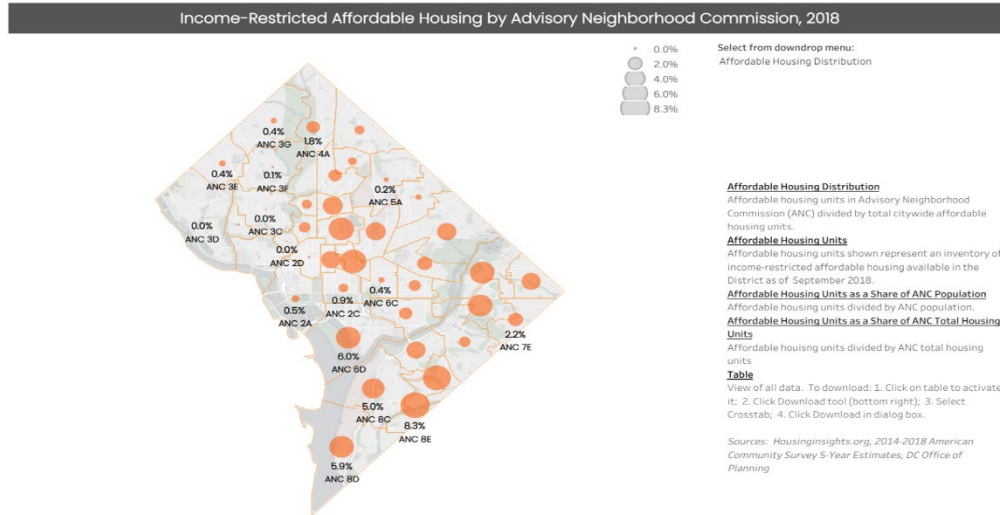 Income-Restricted Affordable Housing by Advisory Neighborhood Commission, 2018
0.0%
2.0%
4.0%
6.0%
8.3%
Select from downdrop menu:
Affordable Housing Distribution
0.4%
ANC 3G
1.8%
ANC 4A
0.4%
ANC 3E
0.1%
ANC 3F
0.2%
ANC 5A
0.0%
ANC 3D
0.0%
ANC 3C
0.0%
ANC 2D
0.5%
ANC 2A
0.9%
ANC 2C
0.4%
ANC 6C
2.2%
ANC 7E
6.0%
ANC 6D
5.0%
ANC 8C
8.3%
ANC 8E
5.9%
ANC 8D
Affordable Housing Distribution
Affordable housing units in Advisory Neighborhood
Commission (ANC) divided by total citywide affordable
housing units.
Affordable Housing Units
Affordable housing units shown represent an inventory of
income-restricted affordable housing available in the
District as of September 2018.
Affordable Housing Units as a Share of ANC Population
Affordable housing units divided by ANC population.
Affordable Housing Units as a Share of ANC Total Housing
Units
Affordable houisng units divided by ANC total housing
units
Table
View of all data. To download: 1. Click on table to activate
it; 2. Click Download tool (bottom right); 3. Select
Crosstab; 4. Click Download in dialog box.
Sources: Housinginsights.org, 2014-2018 American
Community Survey 5-Year Estimates, DC Office of
Planning